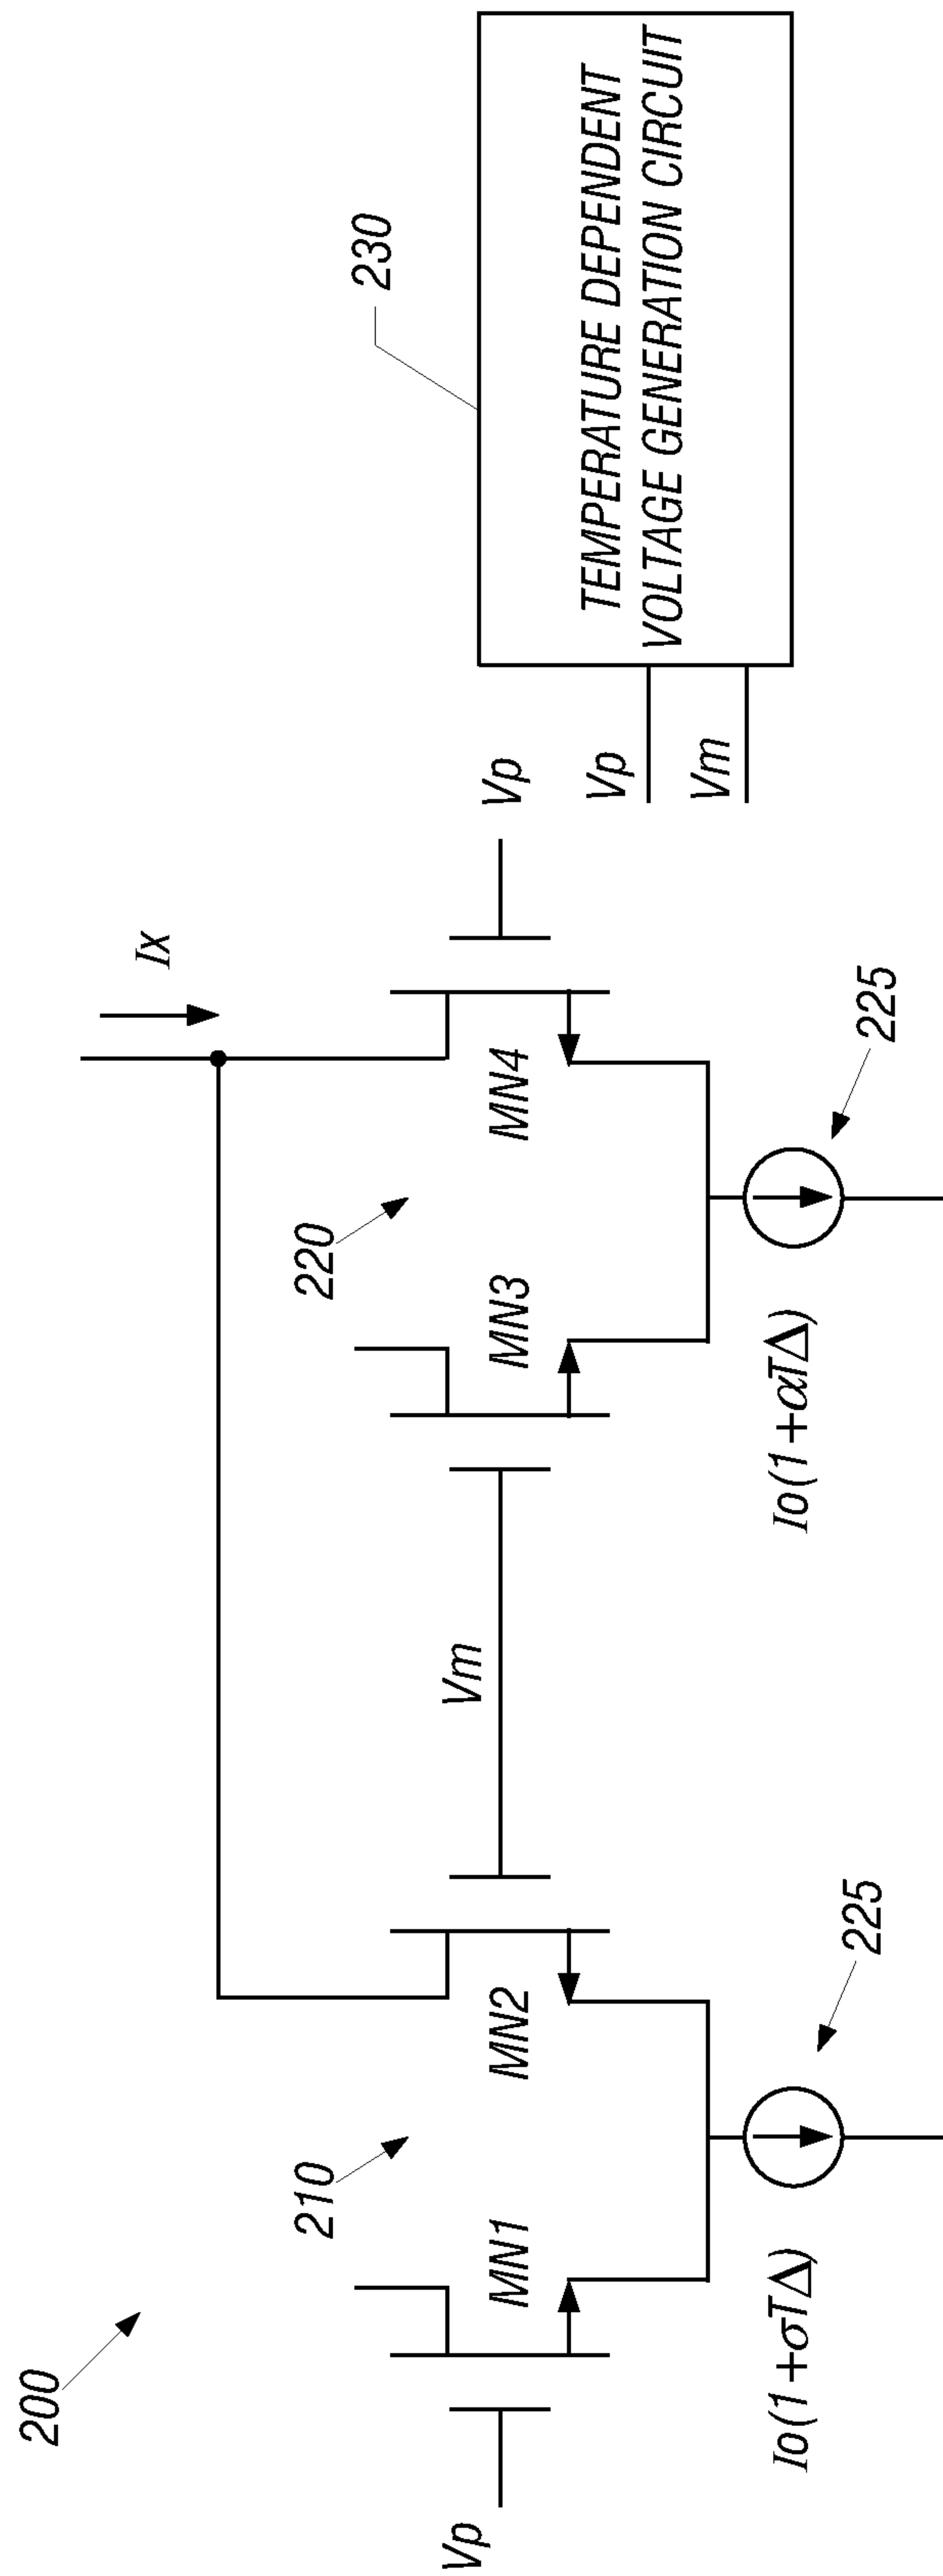 200
Vp
210
MN1
MN2
Io(1+σTΔ)
225
Vm
220
MN3
MN4
Io(1+αTΔ)
225
Ix
Vp
230
Vp
Vm
TEMPERATURE DEPENDENT
VOLTAGE GENERATION CIRCUIT